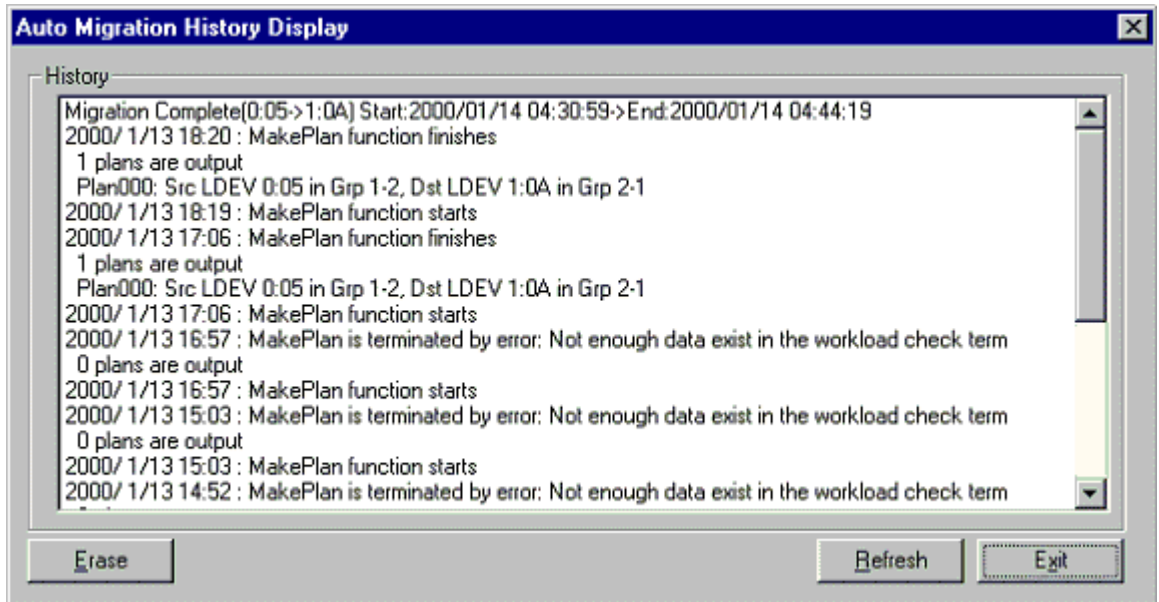 Auto Migration History Display
History
Migration Complete(0:05->1:0A) Start:2000/01/14 04:30:59->End:2000/01/14 04:44:19
2000/ 1/13 18:20 : MakePlan function finishes
1 plans are output
Plan000: Src LDEV 0:05 in Grp 1-2, Dst LDEV 1:0A in Grp 2-1
2000/ 1/13 18:19 : MakePlan function starts
2000/ 1/13 17:06 : MakePlan function finishes
1 plans are output
Plan000: Src LDEV 0:05 in Grp 1-2, Dst LDEV 1:0A in Grp 2-1
2000/ 1/13 17:06 : MakePlan function starts
2000/ 1/13 16:57 : MakePlan is terminated by error: Not enough data exist in the workload check term
0 plans are output
2000/ 1/13 16:57 : MakePlan function starts
2000/ 1/13 15:03 : MakePlan is terminated by error: Not enough data exist in the workload check term
0 plans are output
2000/ 1/13 15:03 : MakePlan function starts
2000/ 1/13 14:52 : MakePlan is terminated by error: Not enough data exist in the workload check term
Erase
Refresh
Exit